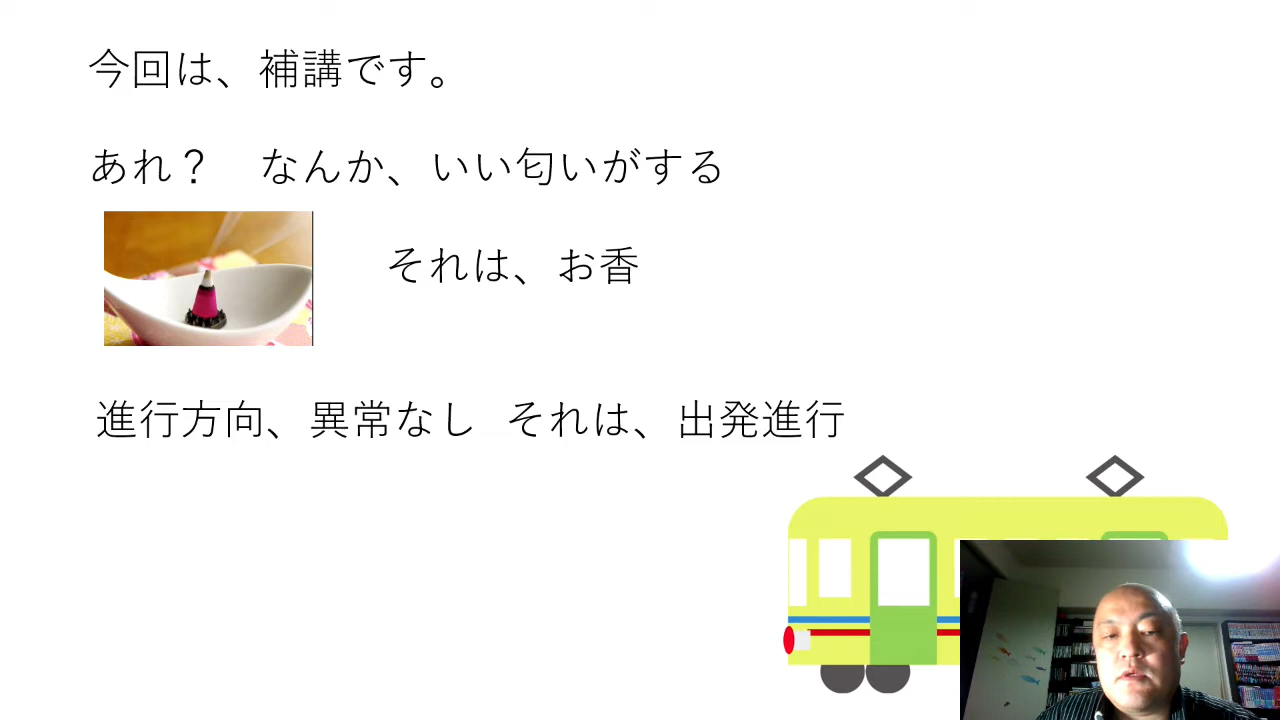 今回は、補講です。
あれ？　なんか、いい匂いがする
それは、お香
進行方向、異常なし それは、出発進行